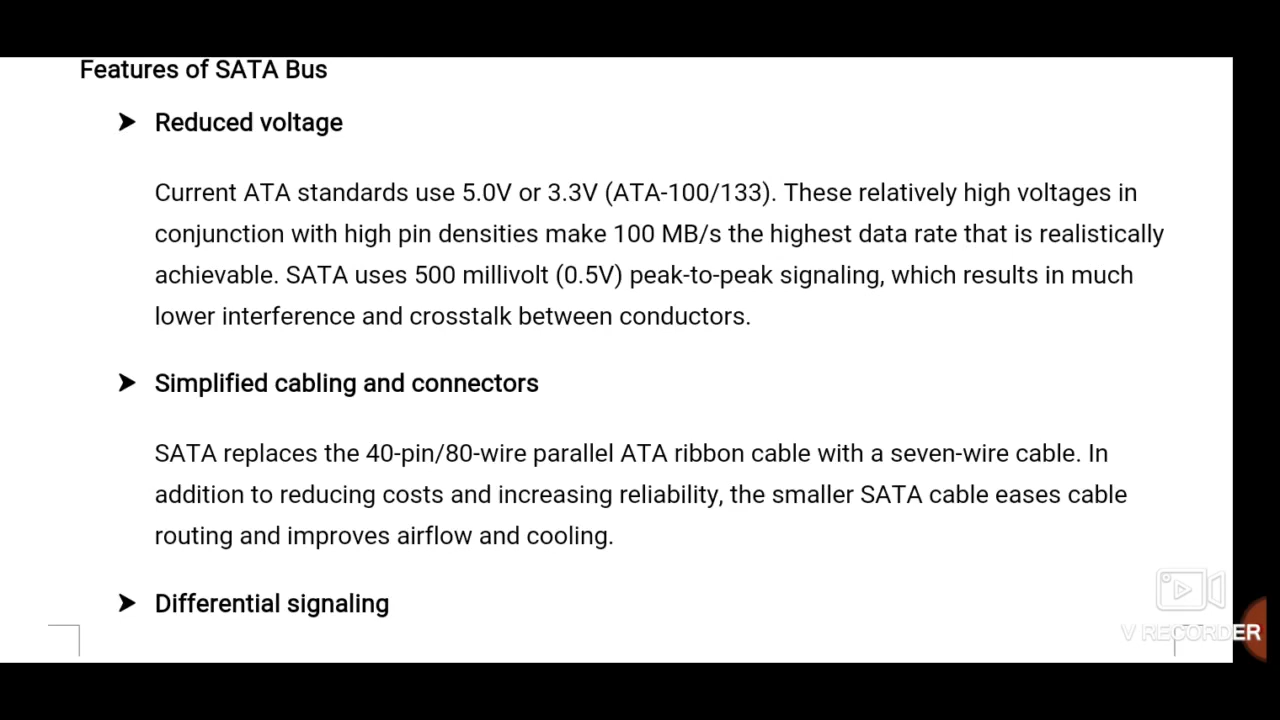 Features of SATA Bus
➤ Reduced voltage
Current ATA standards use 5.0V or 3.3V (ATA-100/133). These relatively high voltages in
conjunction with high pin densities make 100 MB/s the highest data rate that is realistically
achievable. SATA uses 500 millivolt (0.5V) peak-to-peak signaling, which results in much
lower interference and crosstalk between conductors.
➤ Simplified cabling and connectors
SATA replaces the 40-pin/80-wire parallel ATA ribbon cable with a seven-wire cable. In
addition to reducing costs and increasing reliability, the smaller SATA cable eases cable
routing and improves airflow and cooling.
➤ Differential signaling
V RECORDER